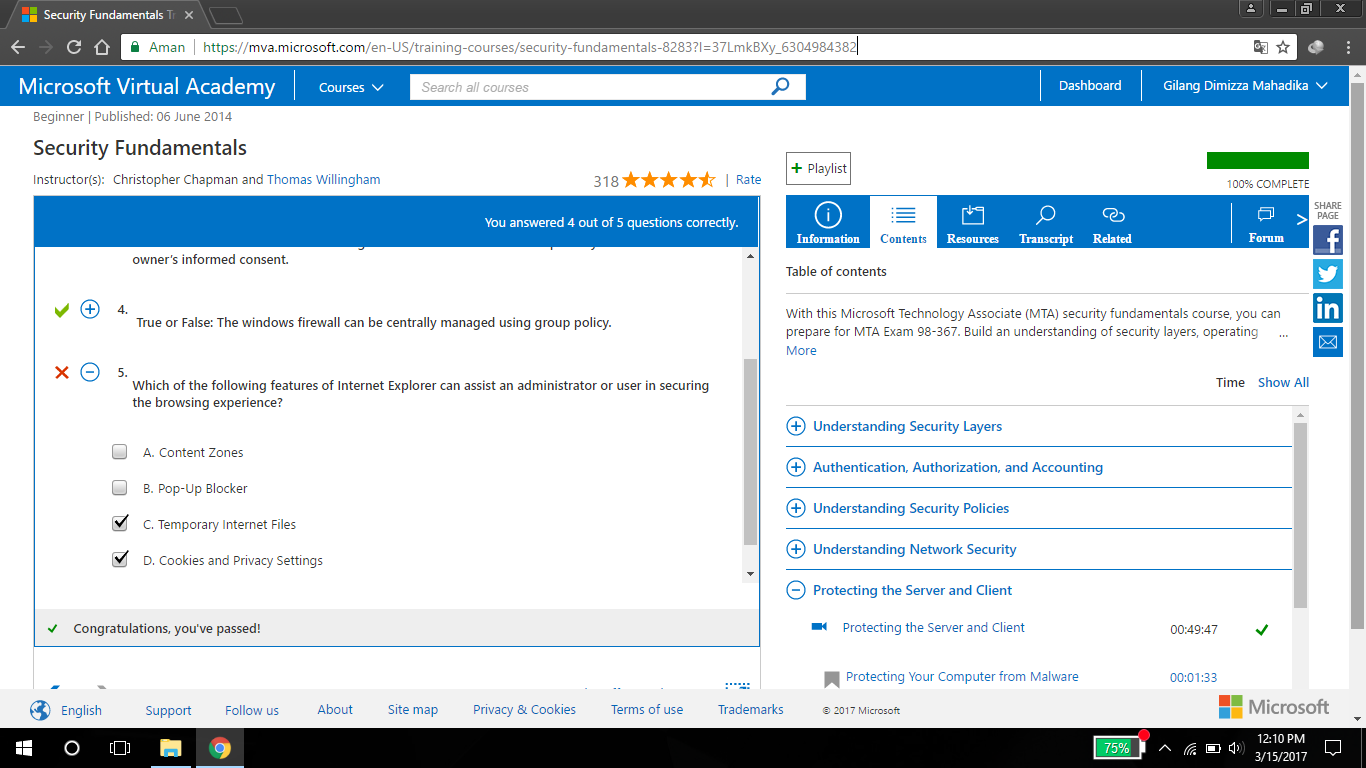 Security Fundamentals Tr
Aman
https://mva.microsoft.com/en-US/training-courses/security-fundamentals-8283?l=37LmkBXy_6304984382
Microsoft Virtual Academy
Courses
Search all courses
Dashboard
Gilang Dimizza Mahadika
Beginner | Published: 06 June 2014
Security Fundamentals
Instructor(s): Christopher Chapman and Thomas Willingham
318
| Rate
+ Playlist
100% COMPLETE
SHARE
PAGE
You answered 4 out of 5 questions correctly.
owner's informed consent.
4.
True or False: The windows firewall can be centrally managed using group policy.
5.
Which of the following features of Internet Explorer can assist an administrator or user in securing
the browsing experience?
A. Content Zones
B. Pop-Up Blocker
C. Temporary Internet Files
D. Cookies and Privacy Settings
Congratulations, you've passed!
Information
Contents
Resources
Transcript
Related
Forum
Table of contents
With this Microsoft Technology Associate (MTA) security fundamentals course, you can
prepare for MTA Exam 98-367. Build an understanding of security layers, operating ...
More
Time Show All
Understanding Security Layers
Authentication, Authorization, and Accounting
Understanding Security Policies
Understanding Network Security
Protecting the Server and Client
Protecting the Server and Client 00:49:47
Protecting Your Computer from Malware 00:01:33
English
Support
Follow us
About
Site map
Privacy & Cookies
Terms of use
Trademarks
© 2017 Microsoft
Microsoft
75%
12:10 PM
3/15/2017